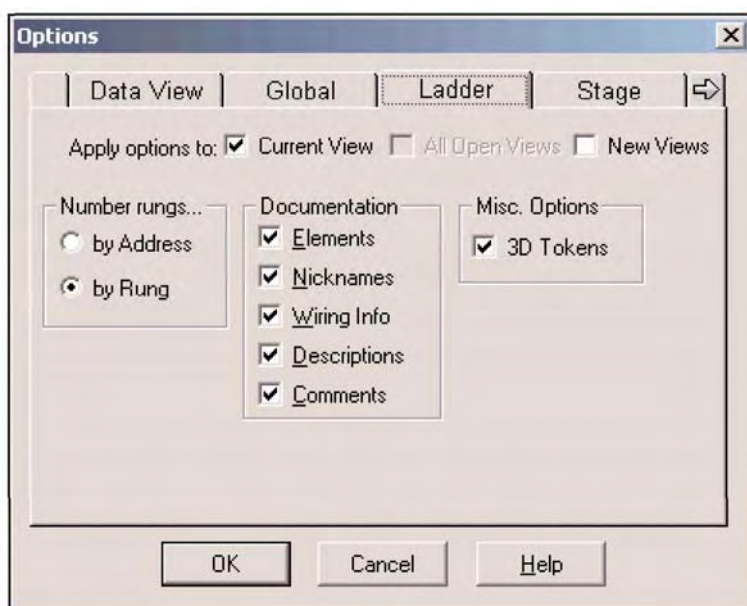 Options
Data View Global Ladder Stage
Apply options to: Current View All Open Views New Views
Number rungs...
by Address
by Rung
Documentation
Elements
Nicknames
Wiring Info
Descriptions
Comments
Misc. Options
3D Tokens
OK Cancel Help